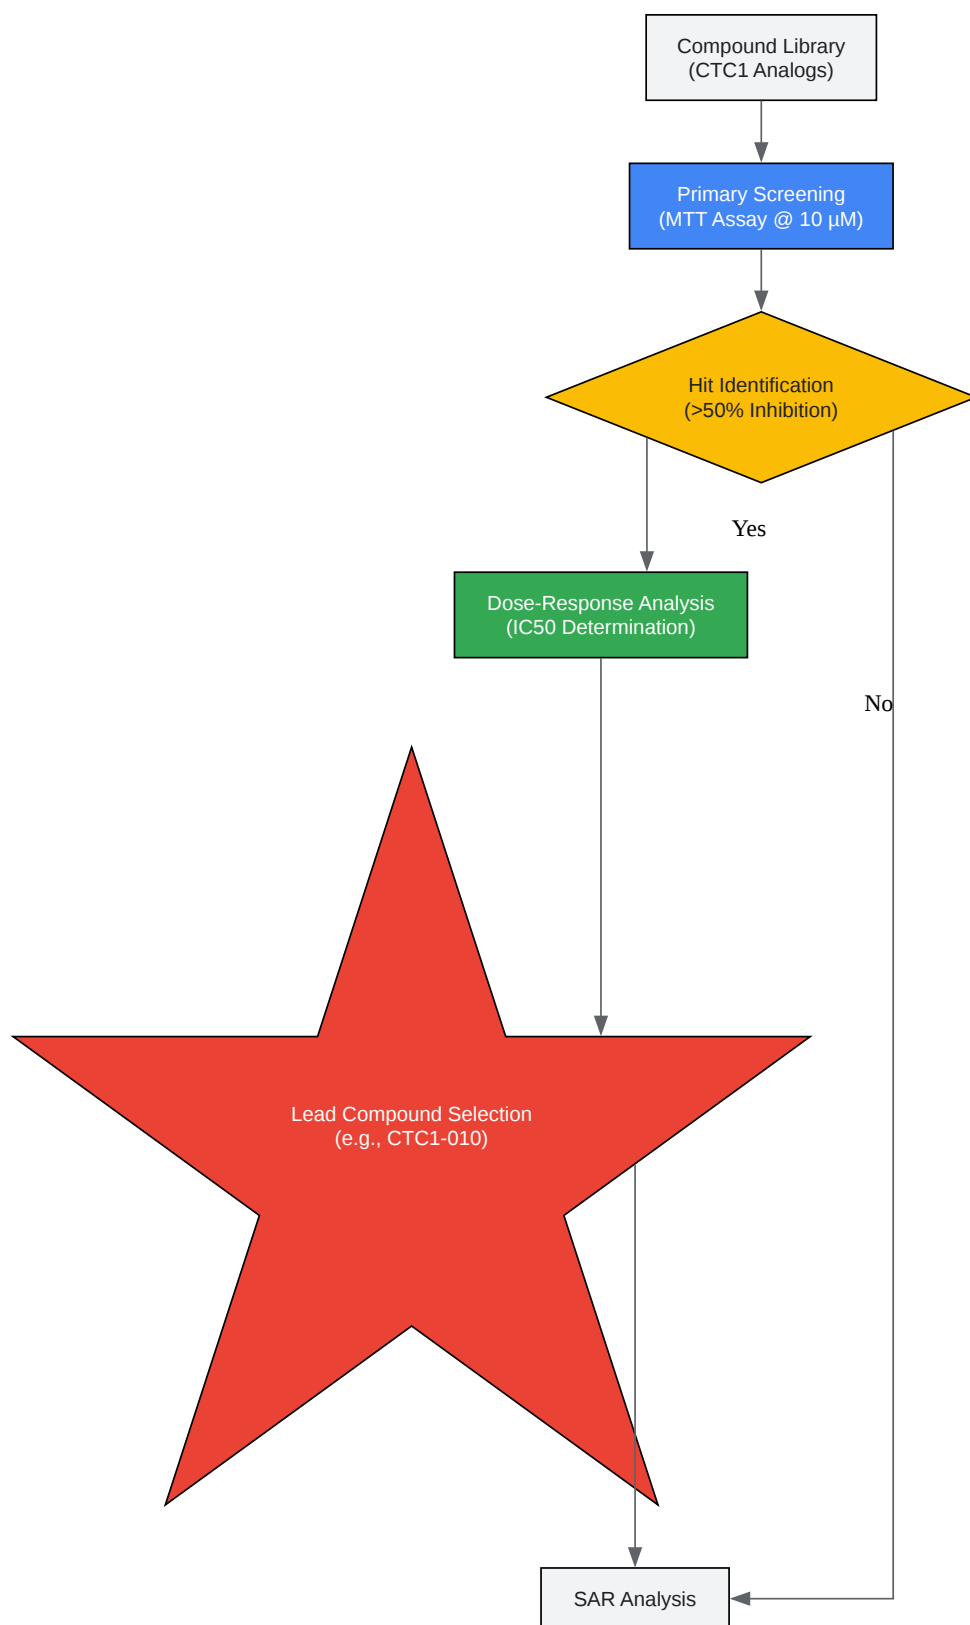 Compound Library
(CTC1 Analogs)
Primary Screening
(MTT Assay @ 10 µM)
Hit Identification
(>50% Inhibition)
Yes
Dose-Response Analysis
(IC50 Determination)
No
Lead Compound Selection
(e.g., CTC1-010)
SAR Analysis